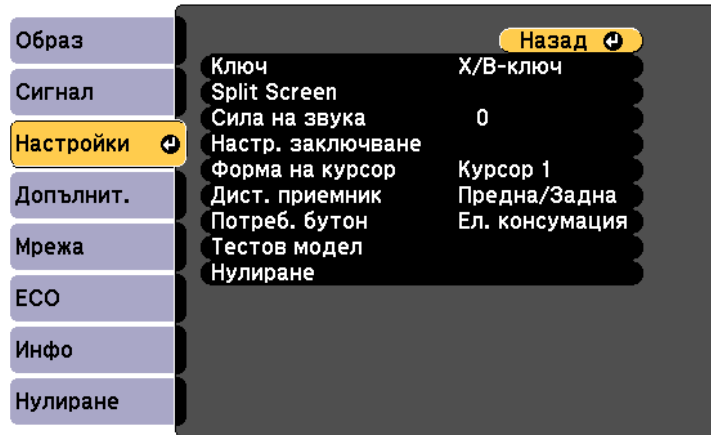 Образ
Сигнал
Настройки
Допълнит.
Мрежа
ECO
Инфо
Нулиране
Назад
Ключ Х/В-ключ
Split Screen
Сила на звука 0
Настр. заключване
Форма на курсор Курсор 1
Дист. приемник Предна/Задна
Потреб. бутон Ел. консумация
Тестов модел
Нулиране